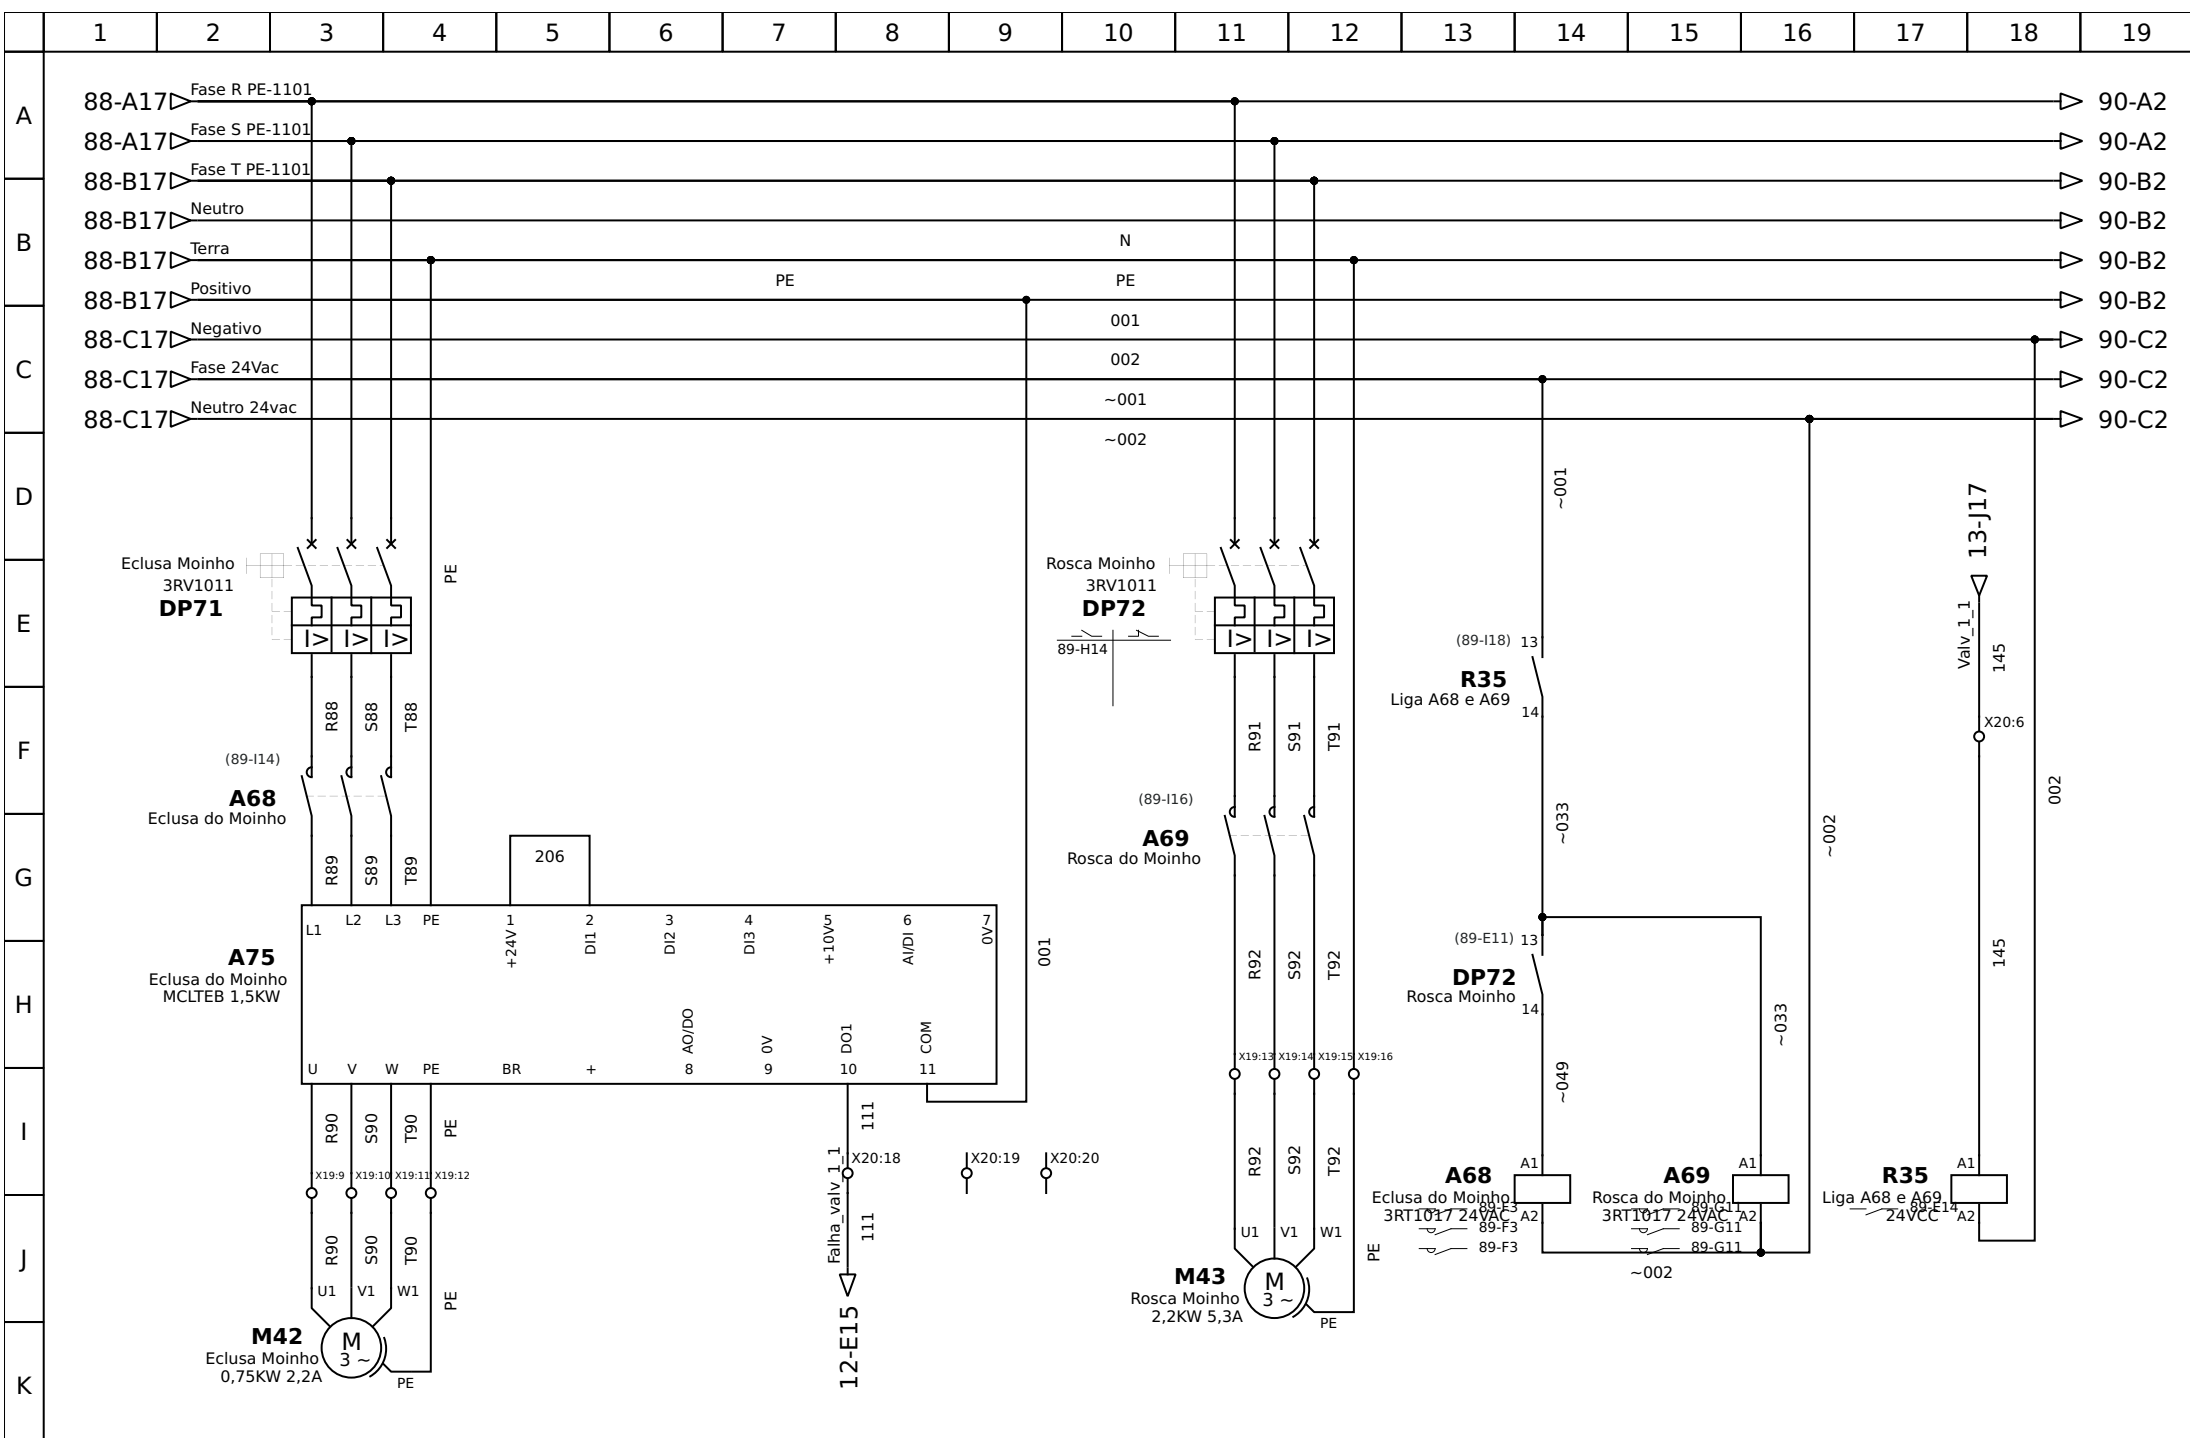 1 2 3 4 5 6 7 8 9 10 11 12 13 14 15 16 17 18 19
A
B
C
D
E
F
G
H
I
J
K
88-A17 Fase R PE-1101 90-A2
88-A17 Fase S PE-1101 90-A2
88-B17 Fase T PE-1101 90-B2
88-B17 Neutro 90-B2
N
88-B17 Terra 90-B2
PE PE
88-B17 Positivo 90-B2
001
88-C17 Negativo 90-C2
002
88-C17 Fase 24Vac 90-C2
~001
88-C17 Neutro 24vac 90-C2
~002
Eclusa Moinho
3RV1011
DP71
I> I> I>
PE
R88 S88 T88
(89-I14)
A68
Eclusa do Moinho
R89 S89 T89
206
L1 L2 L3 PE 1 2 3 4 5 6 7
+24V DI1 DI2 DI3 +10V AI/DI 0V
A75
Eclusa do Moinho
MCLTEB 1,5KW
AO/DO 0V DO1 COM
U V W PE BR + 8 9 10 11
001
R90 S90 T90 PE
X19:9 X19:10 X19:11 X19:12
R90 S90 T90 PE
U1 V1 W1
M42
Eclusa Moinho
0,75KW 2,2A
M
3 ~
PE
111
X20:18 X20:19 X20:20
Falha_valv_1_1
111
12-E15
Rosca Moinho
3RV1011
DP72
89-H14
I> I> I>
R91 S91 T91
(89-I16)
A69
Rosca do Moinho
R92 S92 T92
X19:13 X19:14 X19:15 X19:16
R92 S92 T92
U1 V1 W1
PE
M43
Rosca Moinho
2,2KW 5,3A
M
3 ~
PE
~001
(89-I18) 13
R35
Liga A68 e A69
14
~033
(89-E11) 13
DP72
Rosca Moinho
14
~049
~033
~002
A68 A1
Eclusa do Moinho
3RT1017 24VAC A2
89-F3
89-F3
89-F3
A69 A1
Rosca do Moinho
3RT1017 24VAC A2
89-G11
89-G11
89-G11
~002
13-J17
Valv_1_1
145
X20:6
002
145
R35 A1
Liga A68 e A69
89-E14
24VCC A2